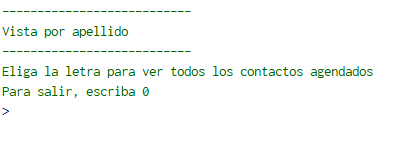 ---------------------------
Vista por apellido
---------------------------
Eliga la letra para ver todos los contactos agendados
Para salir, escriba 0
>